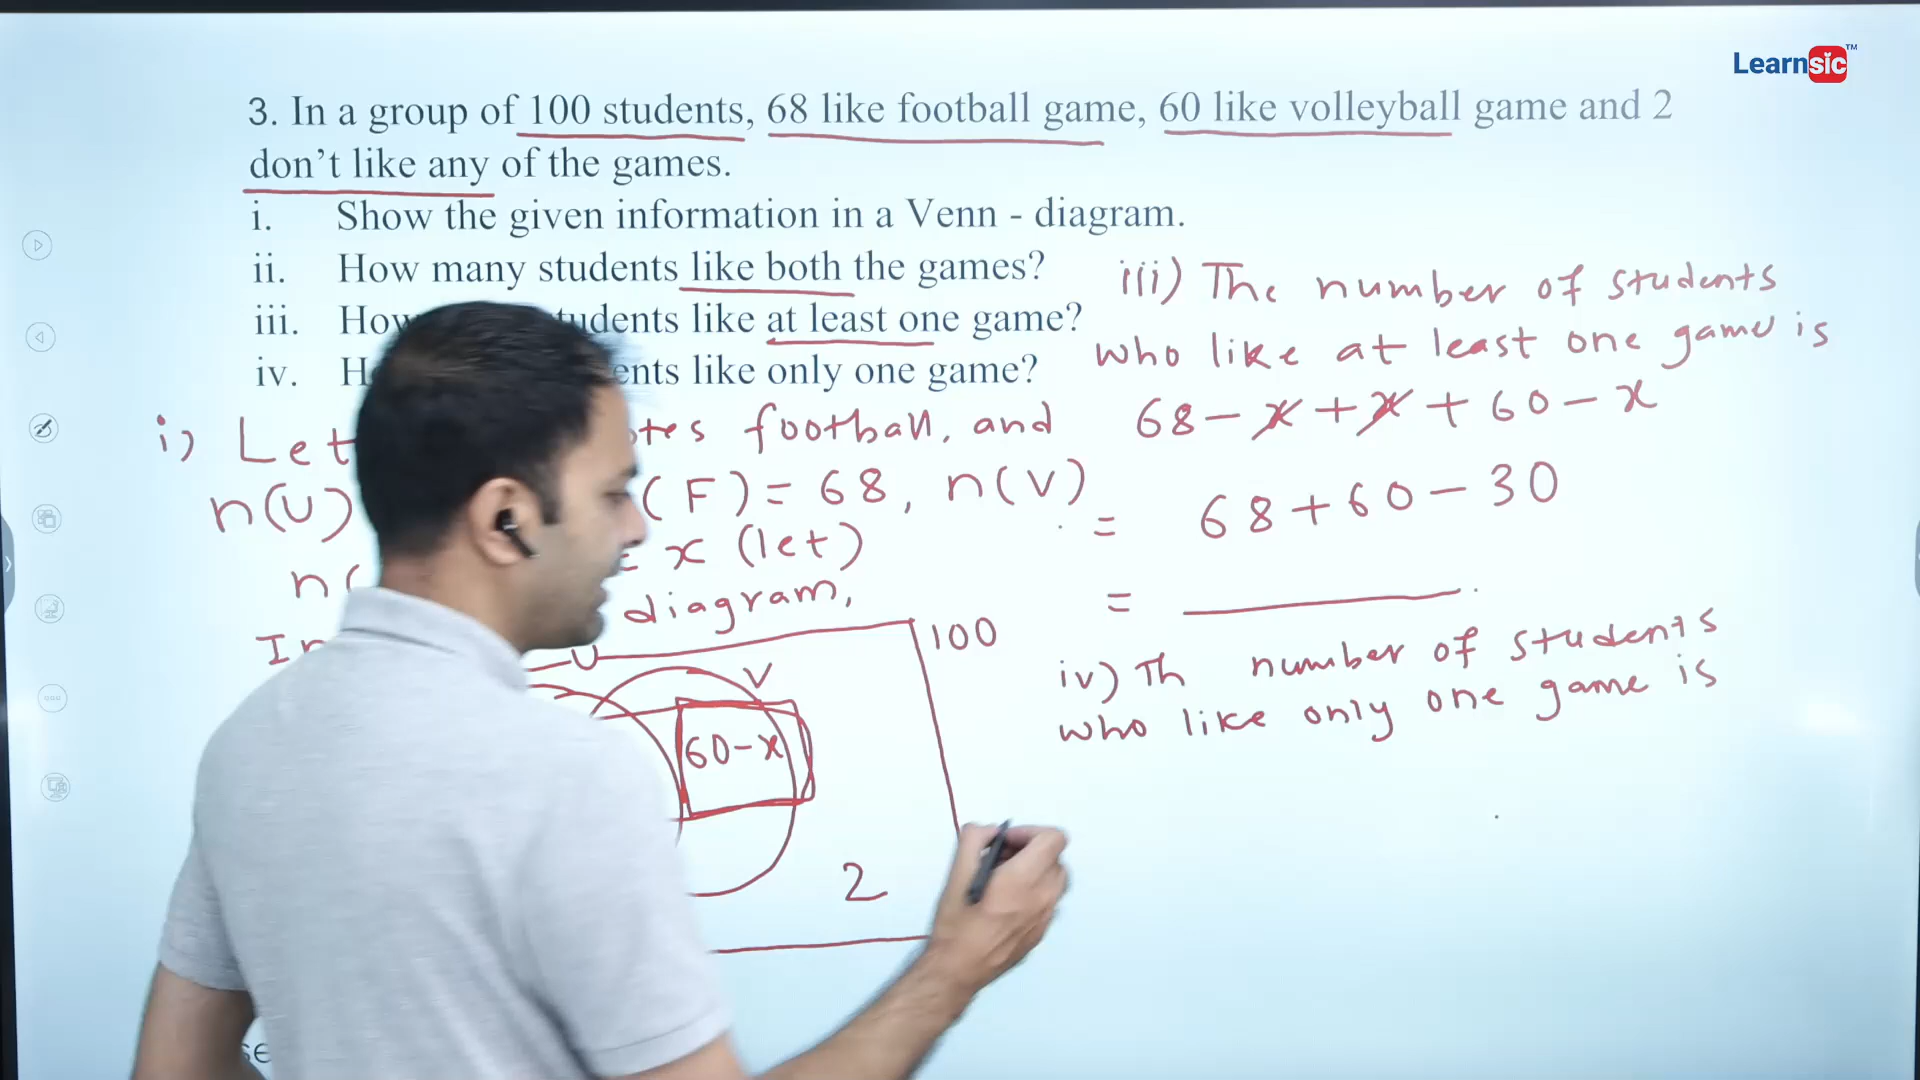 Learnsic™
3. In a group of 100 students, 68 like football game, 60 like volleyball game and 2
don't like any of the games.
i. Show the given information in a Venn - diagram.
ii. How many students like both the games?
iii. How students like at least one game?
iv. like only one game?
i) Let football, and
n(U) (F) = 68, n(V)
n( = x (let)
In diagram,
U
100
V
60-x
2
iii) The number of students
who like at least one game is
68 - x + x + 60 - x
= 68 + 60 - 30
=
iv) Th number of students
who like only one game is